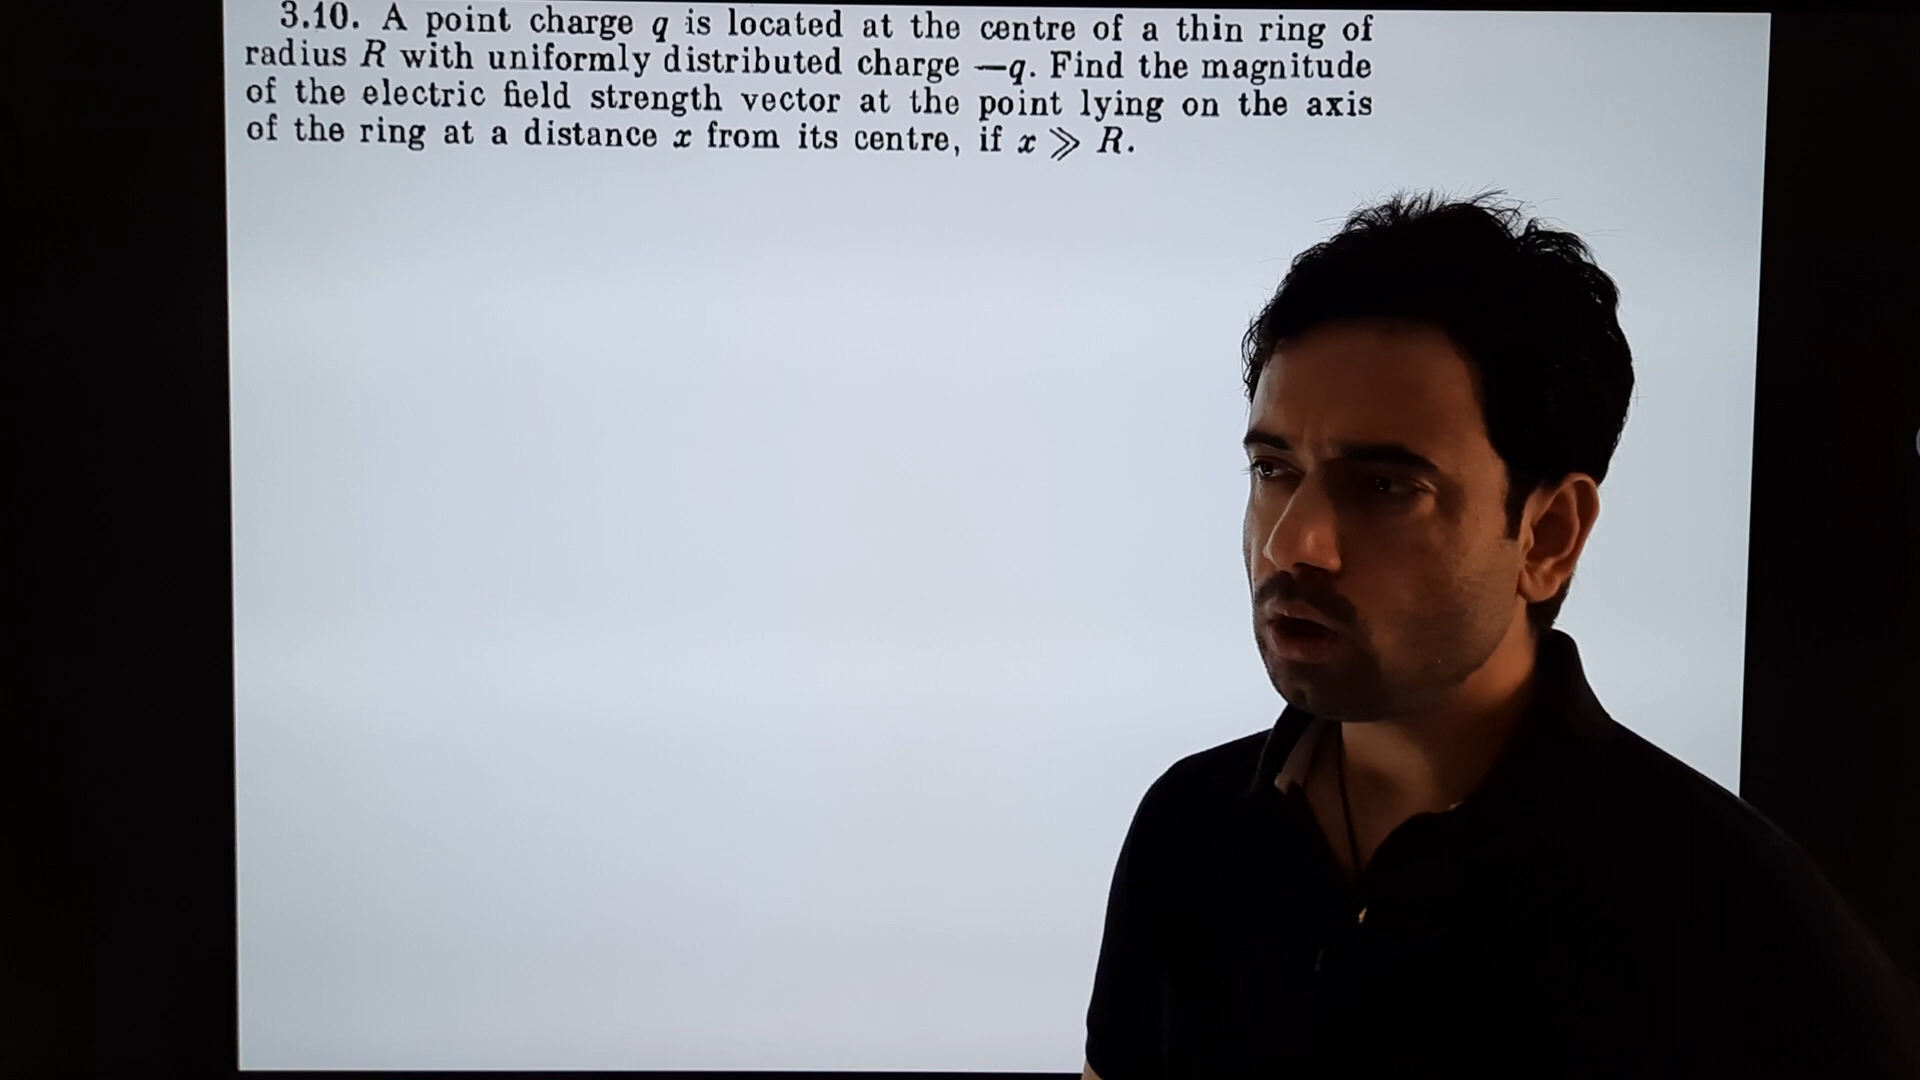 3.10. A point charge q is located at the centre of a thin ring of
radius R with uniformly distributed charge —q. Find the magnitude
of the electric field strength vector at the point lying on the axis
of the ring at a distance x from its centre, if x ≫ R.